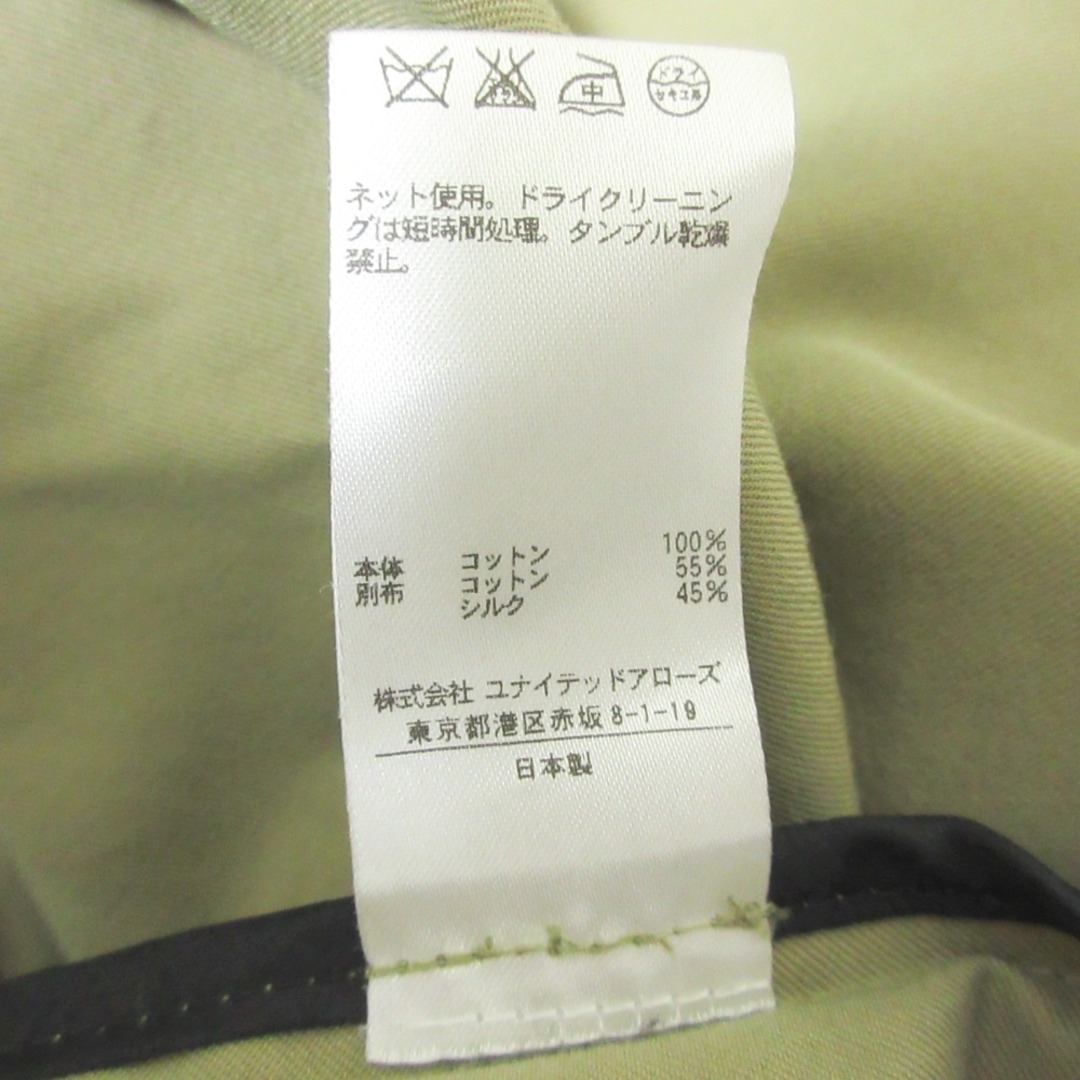 中
ドライ
セキユ系
ネット使用。ドライクリーニン
グは短時間処理。タンブル乾燥
禁止。
本体 コットン 100%
別布 コットン 55%
シルク 45%
株式会社 ユナイテッドアローズ
東京都港区赤坂 8-1-19
日本製